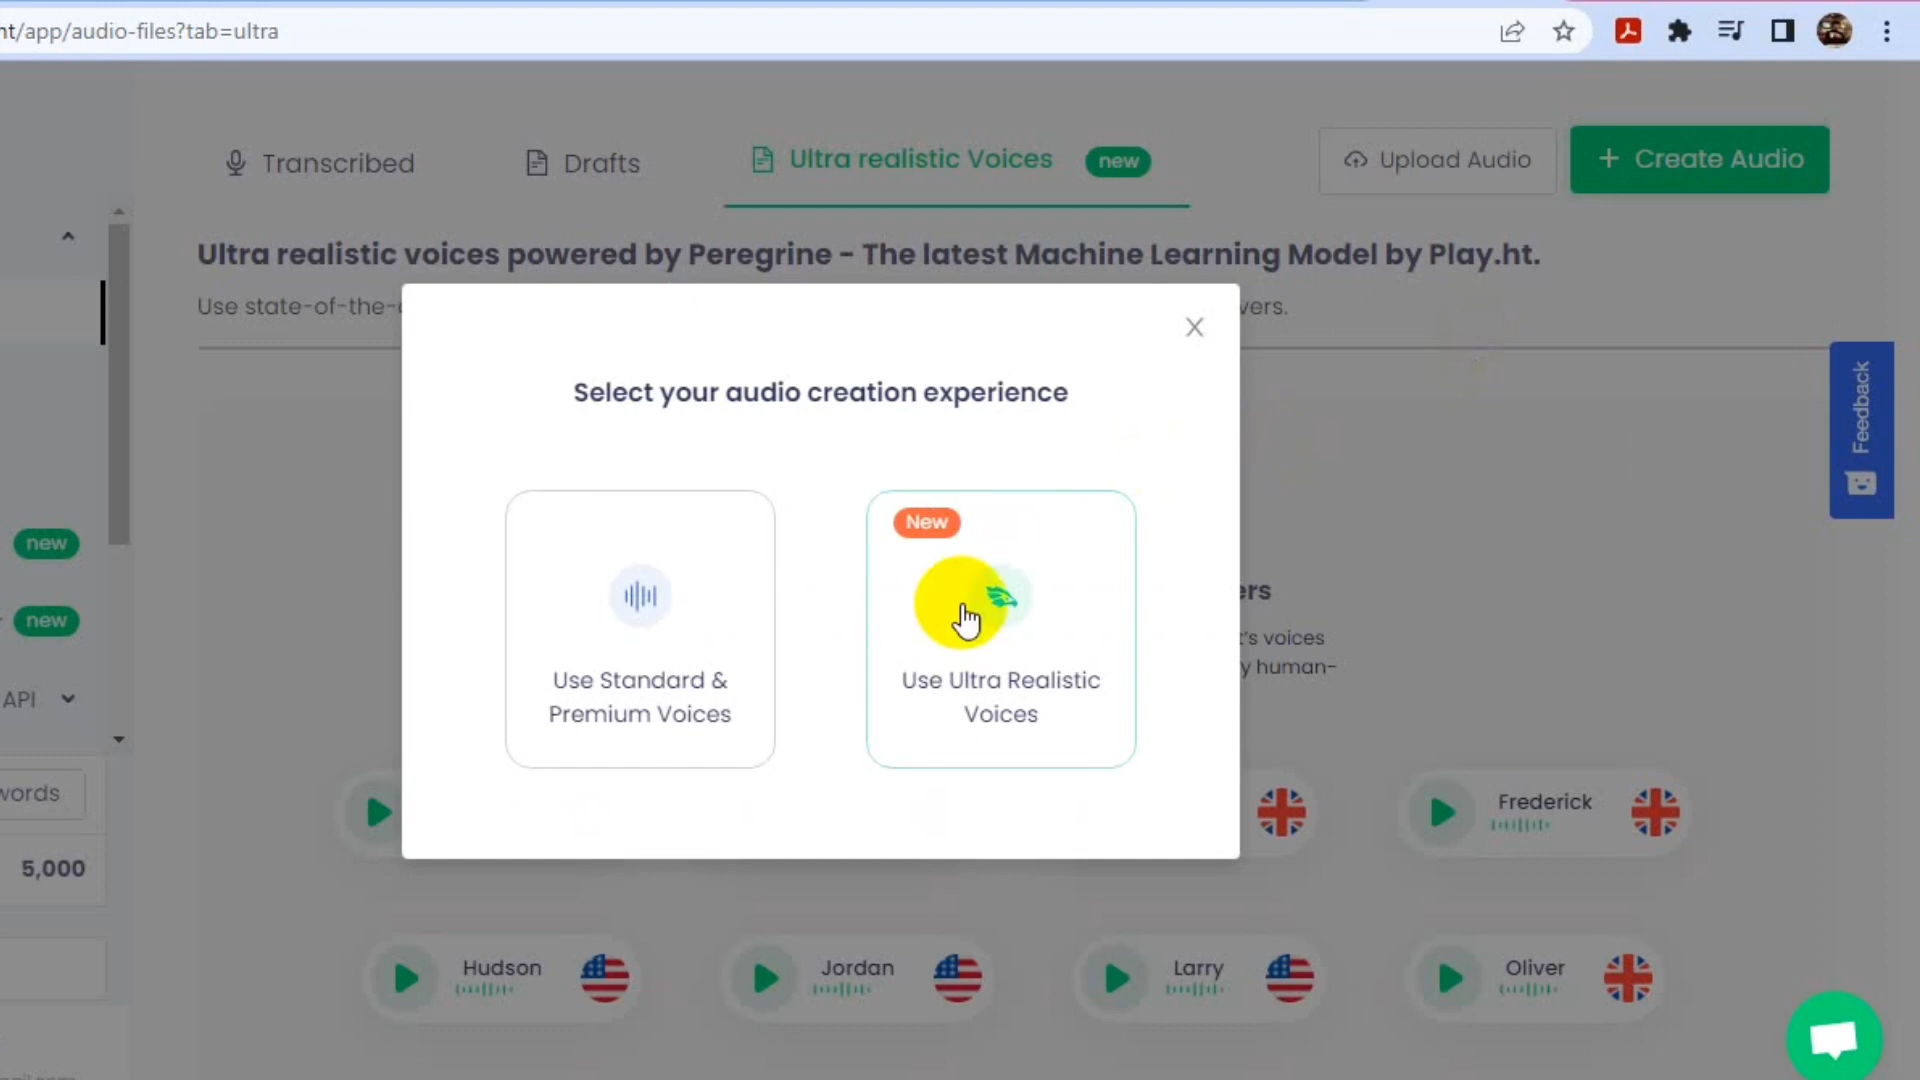 nt/app/audio-files?tab=ultra
Transcribed
Drafts
Ultra realistic Voices new
Upload Audio
+ Create Audio
Ultra realistic voices powered by Peregrine - The latest Machine Learning Model by Play.ht.
Use state-of-the-
vers.
Feedback
Select your audio creation experience
New
Use Standard &
Premium Voices
Use Ultra Realistic
Voices
new
new
API
words
5,000
ers
t's voices
y human-
Frederick
Hudson
Jordan
Larry
Oliver